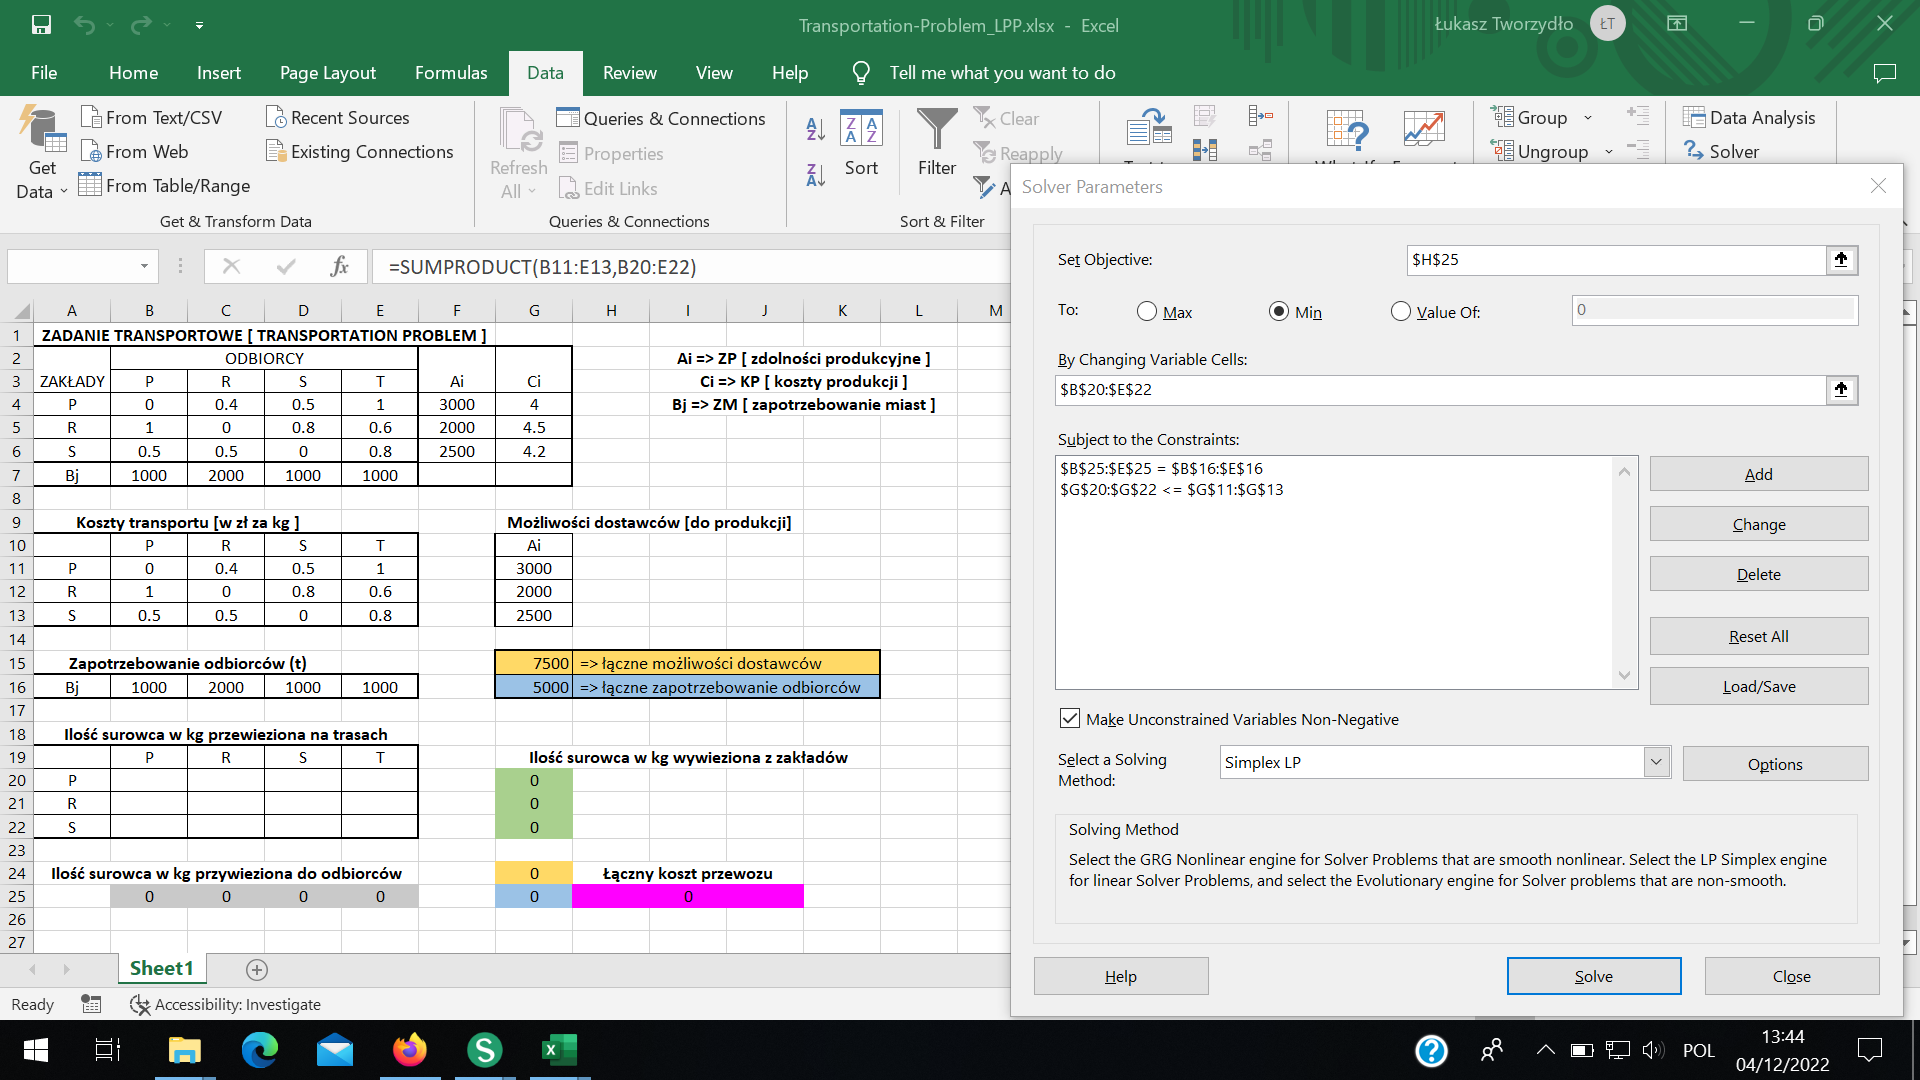 Transportation-Problem_LPP.xlsx - Excel
Łukasz Tworzydło
ŁT
File Home Insert Page Layout Formulas Data Review View Help Tell me what you want to do
Get Data
From Text/CSV
From Web
From Table/Range
Recent Sources
Existing Connections
Get & Transform Data
Refresh All
Queries & Connections
Properties
Edit Links
Queries & Connections
Sort
Filter
Clear
Reapply
Sort & Filter
Group
Ungroup
Data Analysis
Solver
fx =SUMPRODUCT(B11:E13,B20:E22)
A B C D E F G H I J K L M
1 ZADANIE TRANSPORTOWE [ TRANSPORTATION PROBLEM ]
2 ODBIORCY Ai => ZP [ zdolności produkcyjne ]
3 ZAKŁADY P R S T Ai Ci Ci => KP [ koszty produkcji ]
4 P 0 0.4 0.5 1 3000 4 Bj => ZM [ zapotrzebowanie miast ]
5 R 1 0 0.8 0.6 2000 4.5
6 S 0.5 0.5 0 0.8 2500 4.2
7 Bj 1000 2000 1000 1000
8
9 Koszty transportu [w zł za kg ] Możliwości dostawców [do produkcji]
10 P R S T Ai
11 P 0 0.4 0.5 1 3000
12 R 1 0 0.8 0.6 2000
13 S 0.5 0.5 0 0.8 2500
14
15 Zapotrzebowanie odbiorców (t) 7500 => łączne możliwości dostawców
16 Bj 1000 2000 1000 1000 5000 => łączne zapotrzebowanie odbiorców
17
18 Ilość surowca w kg przewieziona na trasach
19 P R S T Ilość surowca w kg wywieziona z zakładów
20 P 0
21 R 0
22 S 0
23
24 Ilość surowca w kg przywieziona do odbiorców 0 Łączny koszt przewozu
25 0 0 0 0 0 0
26
27
Sheet1
Ready
Accessibility: Investigate
Solver Parameters
Set Objective: $H$25
To: Max Min Value Of: 0
By Changing Variable Cells:
$B$20:$E$22
Subject to the Constraints:
$B$25:$E$25 = $B$16:$E$16
$G$20:$G$22 <= $G$11:$G$13
Add
Change
Delete
Reset All
Load/Save
Make Unconstrained Variables Non-Negative
Select a Solving Method: Simplex LP
Options
Solving Method
Select the GRG Nonlinear engine for Solver Problems that are smooth nonlinear. Select the LP Simplex engine
for linear Solver Problems, and select the Evolutionary engine for Solver problems that are non-smooth.
Help Solve Close
POL
13:44
04/12/2022